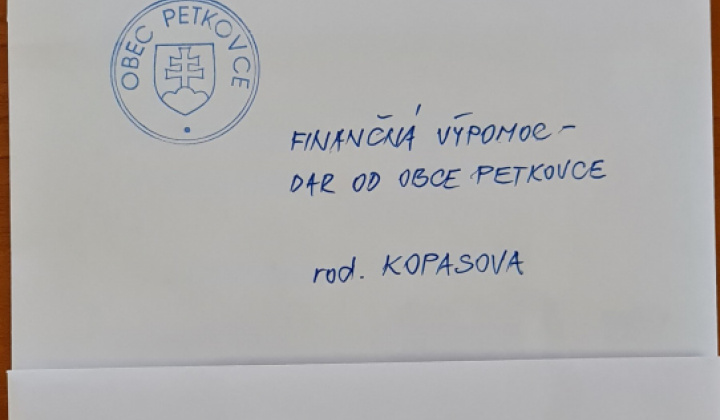 OBEC PETKOVCE
FINANČNÁ VÝPOMOC -
DAR OD OBCE PETKOVCE
rod. KOPASOVA